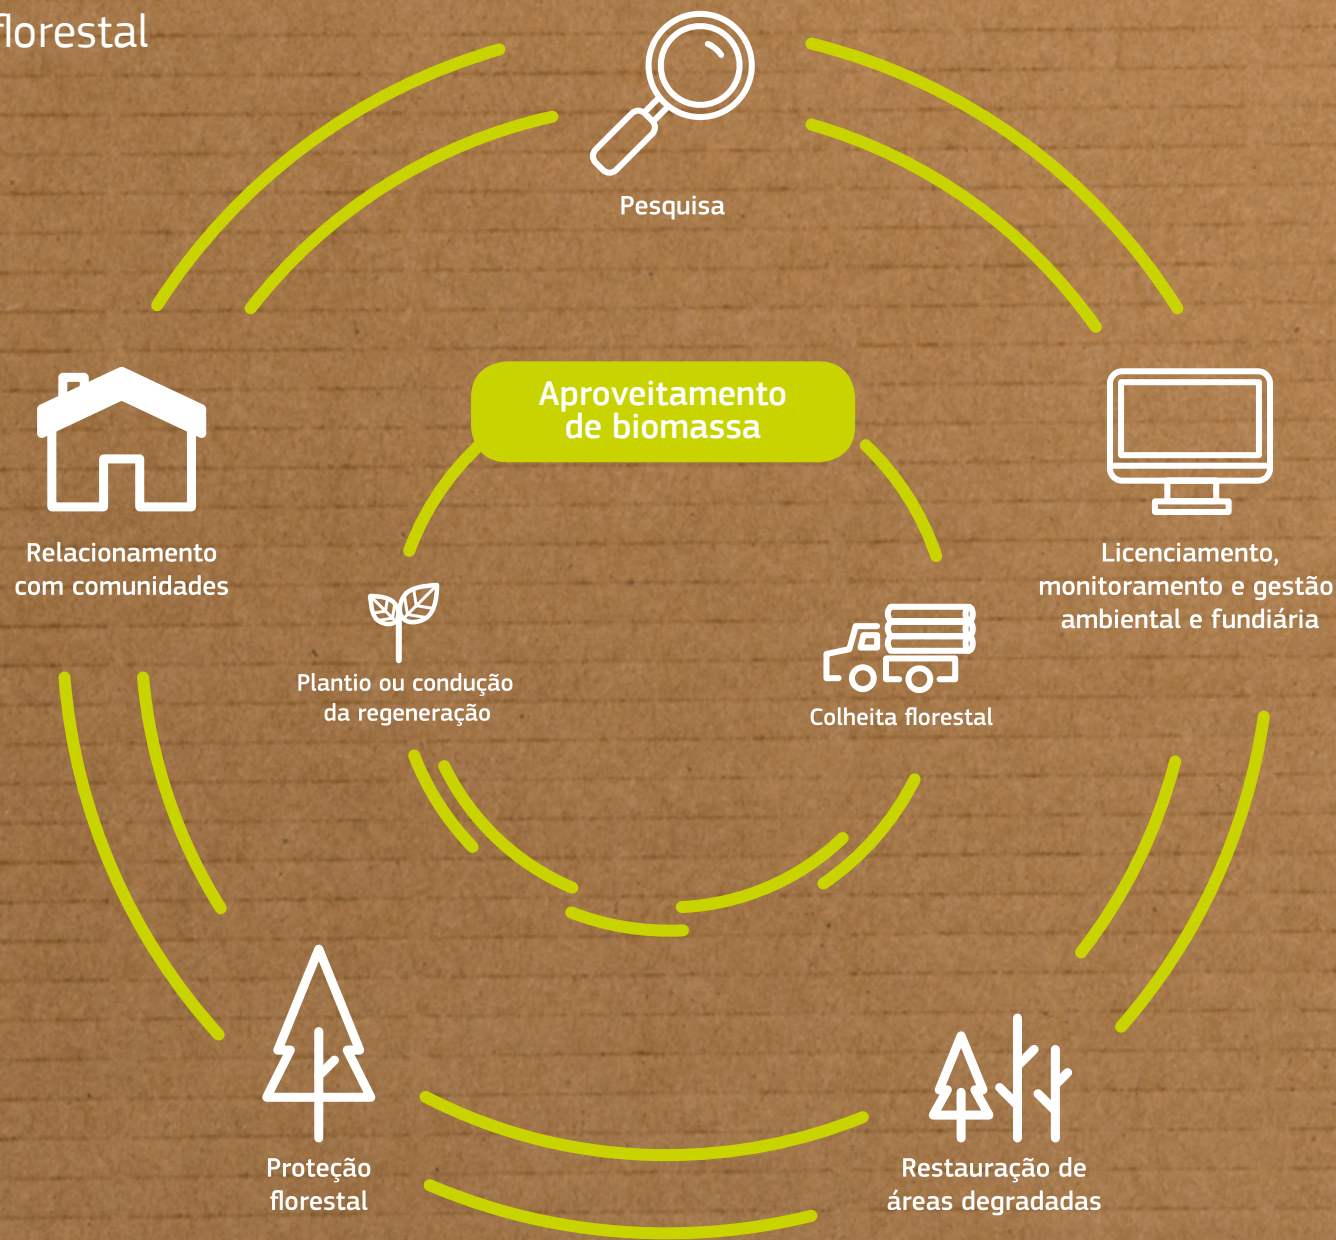 florestal
Pesquisa
Aproveitamento
de biomassa
Relacionamento
com comunidades
Licenciamento,
monitoramento e gestão
ambiental e fundiária
Plantio ou condução
da regeneração
Colheita florestal
Proteção
florestal
Restauração de
áreas degradadas